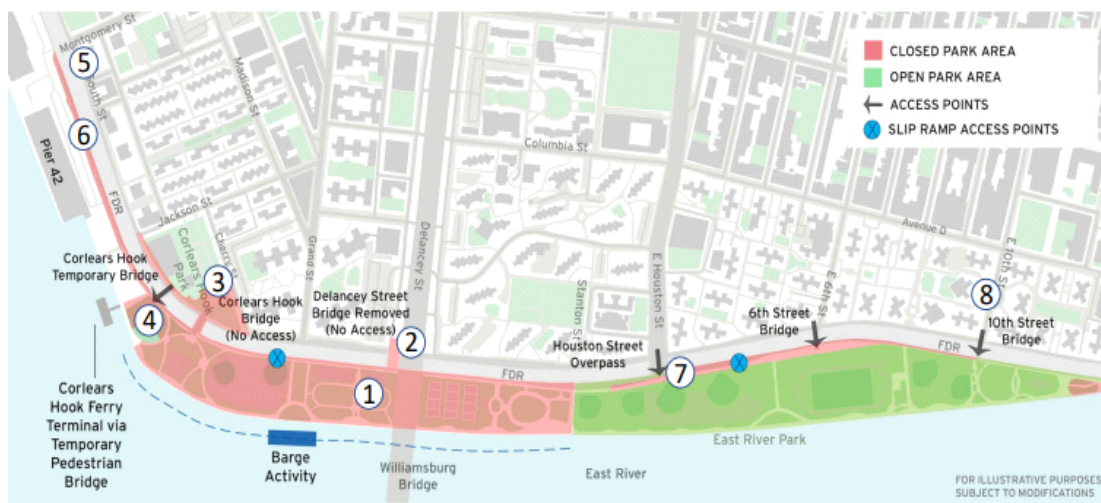 Montgomery St
5
South St
Madison St
6
Pier 42
FDR
Jackson St
Cherry St
Corlears Hook
Park
Corlears Hook
Temporary Bridge
3
4
Corlears Hook
Bridge
(No Access)
Grand St
Delancey Street
Bridge Removed
(No Access)
2
Delancey St
Columbia St
1
FDR
Stanton St
E Houston St
Houston Street
Overpass
7
6th Street
Bridge
E 6th St
Avenue D
E 10th St
8
10th Street
Bridge
FDR
CLOSED PARK AREA
OPEN PARK AREA
ACCESS POINTS
X SLIP RAMP ACCESS POINTS
X
X
Corlears
Hook Ferry
Terminal via
Temporary
Pedestrian
Bridge
Barge
Activity
Williamsburg
Bridge
East River
East River Park
FOR ILLUSTRATIVE PURPOSES
SUBJECT TO MODIFICATIONS